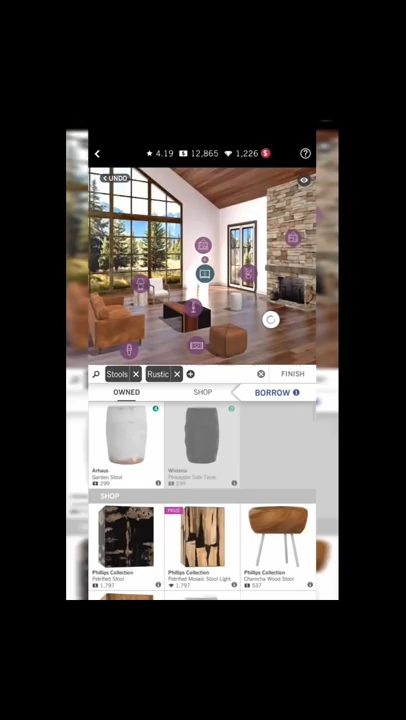 4.19 12,865 1,226 $ ?
< UNDO
Stools × Rustic × FINISH
OWNED SHOP BORROW
Arhaus
Garden Stool
299
Pineapple Side Table
299
SHOP
Phillips Collection
Petrified Stool
1,797
PRIZE
Phillips Collection
Petrified Mosaic Stool Light
1,797
Phillips Collection
Chamcha Wood Stool
537